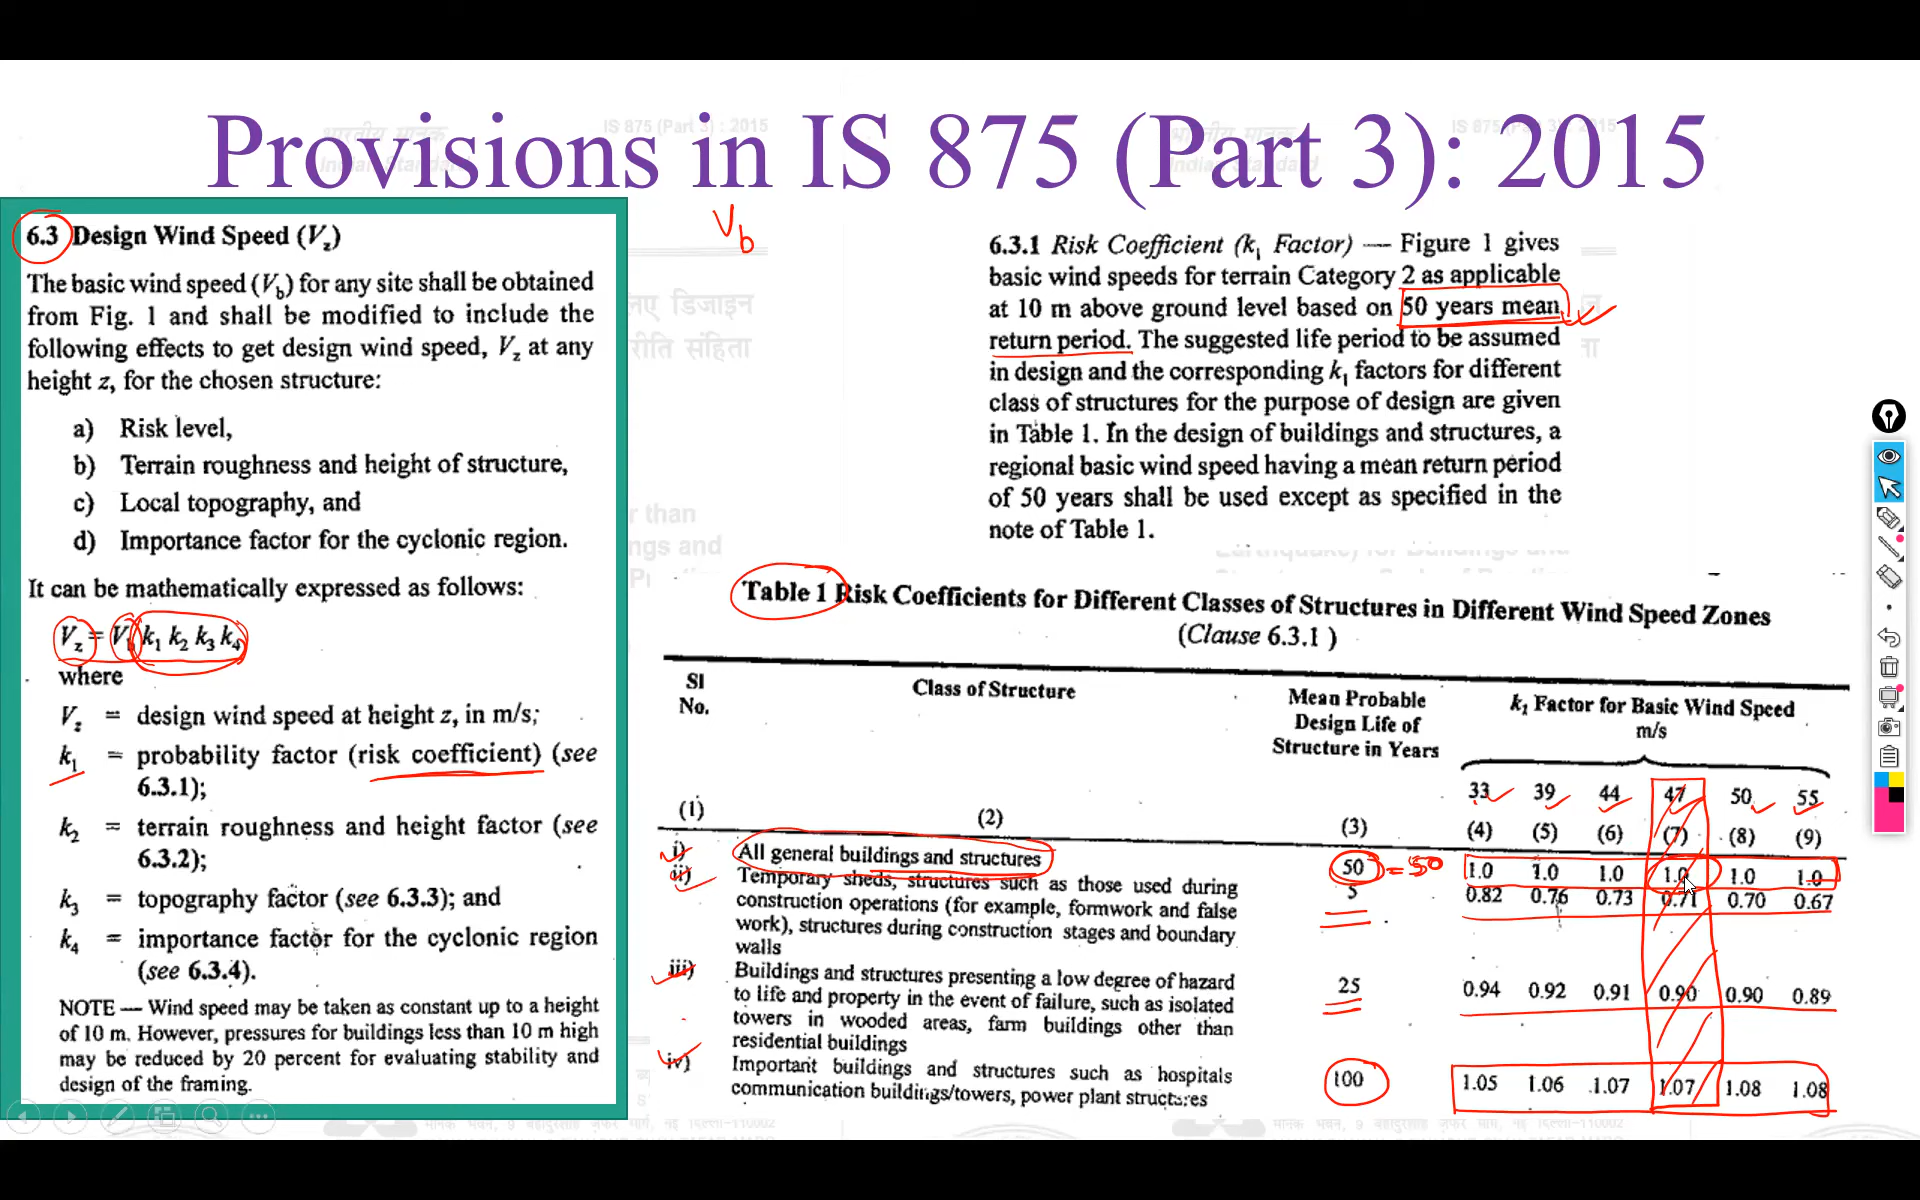 Provisions in IS 875 (Part 3): 2015
6.3 Design Wind Speed (Vz)
The basic wind speed (Vb) for any site shall be obtained
from Fig. 1 and shall be modified to include the
following effects to get design wind speed, Vz at any
height z, for the chosen structure:
a) Risk level,
b) Terrain roughness and height of structure,
c) Local topography, and
d) Importance factor for the cyclonic region.
It can be mathematically expressed as follows:
Vz = Vb k1 k2 k3 k4
where
Vz = design wind speed at height z, in m/s;
k1 = probability factor (risk coefficient) (see
6.3.1);
k2 = terrain roughness and height factor (see
6.3.2);
k3 = topography factor (see 6.3.3); and
k4 = importance factor for the cyclonic region
(see 6.3.4).
NOTE — Wind speed may be taken as constant up to a height
of 10 m. However, pressures for buildings less than 10 m high
may be reduced by 20 percent for evaluating stability and
design of the framing.
Vb
6.3.1 Risk Coefficient (k1 Factor) — Figure 1 gives
basic wind speeds for terrain Category 2 as applicable
at 10 m above ground level based on 50 years mean
return period. The suggested life period to be assumed
in design and the corresponding k1 factors for different
class of structures for the purpose of design are given
in Table 1. In the design of buildings and structures, a
regional basic wind speed having a mean return period
of 50 years shall be used except as specified in the
note of Table 1.
Table 1 Risk Coefficients for Different Classes of Structures in Different Wind Speed Zones
(Clause 6.3.1 )
Sl No. Class of Structure Mean Probable Design Life of Structure in Years k1 Factor for Basic Wind Speed m/s
33 39 44 47 50 55
(1) (2) (3) (4) (5) (6) (7) (8) (9)
i) All general buildings and structures 50 = 50 1.0 1.0 1.0 1.0 1.0 1.0
ii) Temporary sheds, structures such as those used during 5 0.82 0.76 0.73 0.71 0.70 0.67
construction operations (for example, formwork and false
work), structures during construction stages and boundary
walls
iii) Buildings and structures presenting a low degree of hazard 25 0.94 0.92 0.91 0.90 0.90 0.89
to life and property in the event of failure, such as isolated
towers in wooded areas, farm buildings other than
residential buildings
iv) Important buildings and structures such as hospitals 100 1.05 1.06 1.07 1.07 1.08 1.08
communication buildings/towers, power plant structures